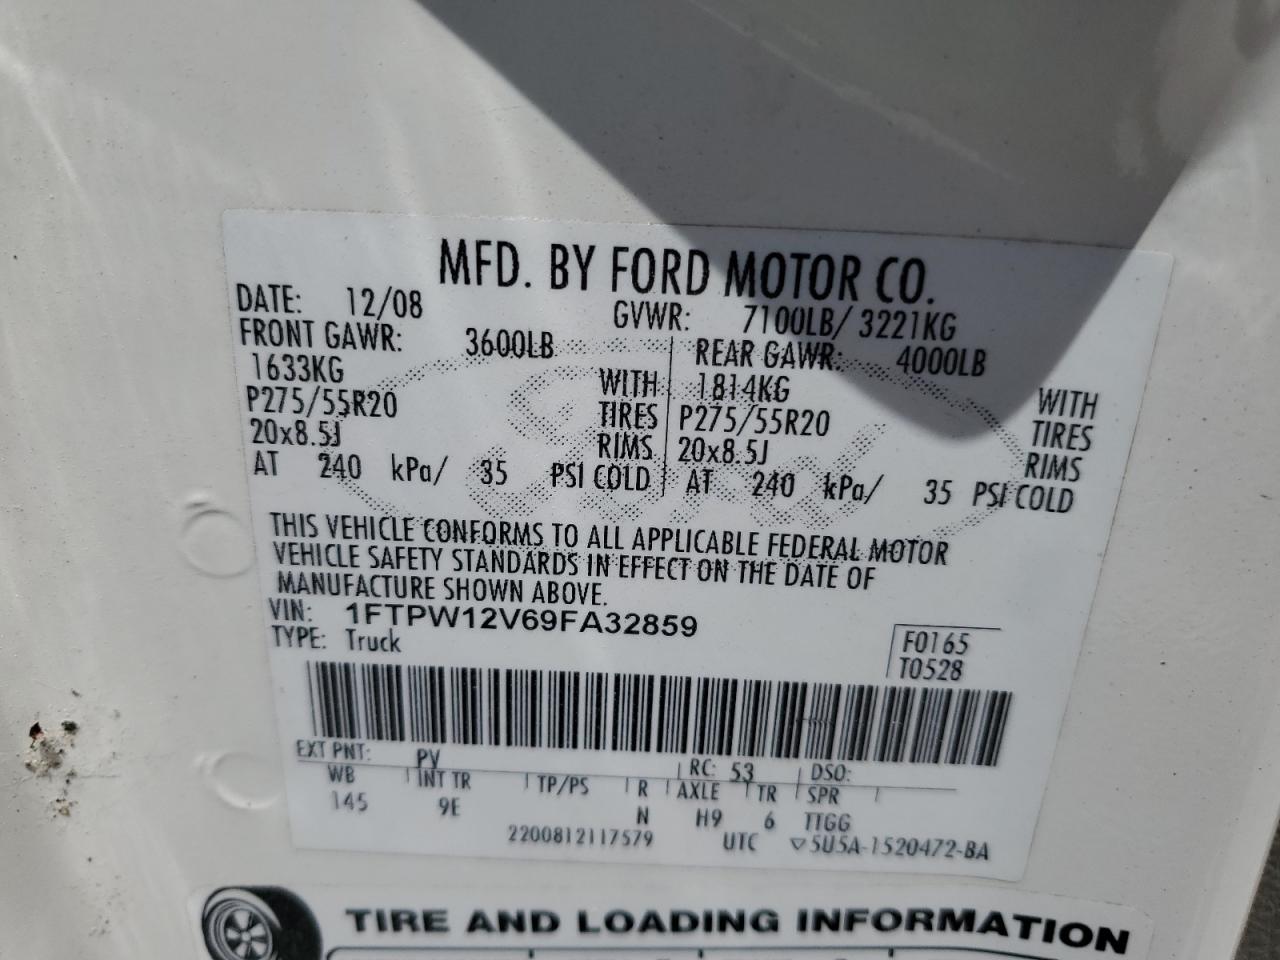 MFD. BY FORD MOTOR CO.
DATE: 12/08 GVWR: 7100LB/ 3221KG
FRONT GAWR: 3600LB REAR GAWR: 4000LB
1633KG WITH 1814KG WITH
P275/55R20 TIRES P275/55R20 TIRES
20x8.5J RIMS 20x8.5J RIMS
AT 240 kPa/ 35 PSI COLD AT 240 kPa/ 35 PSI COLD
THIS VEHICLE CONFORMS TO ALL APPLICABLE FEDERAL MOTOR
VEHICLE SAFETY STANDARDS IN EFFECT ON THE DATE OF
MANUFACTURE SHOWN ABOVE.
VIN: 1FTPW12V69FA32859
TYPE: Truck
F0165
T0528
EXT PNT: PV RC: 53 DSO:
WB INT TR TP/PS R AXLE TR SPR
145 9E N H9 6 TTGG
2200812117579 UTC ▽5U5A-1520472-BA
TIRE AND LOADING INFORMATION